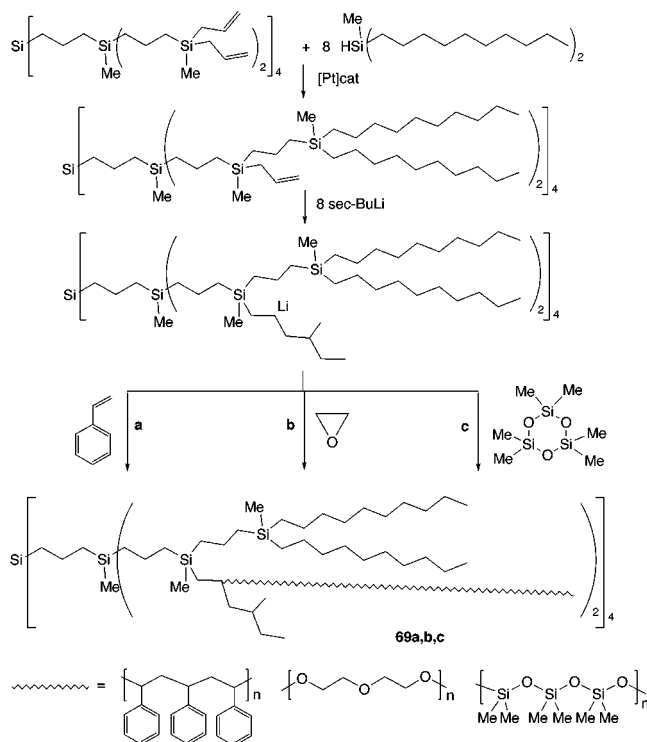 Si Si Me ( Si Me ) 2 4 + 8 Me HSi ( ) 2
[Pt]cat
Si Si Me Si Me Me Si 2 4
8 sec-BuLi
Si Si Me Si Me Li Me Si 2 4
a b c
O
Me Me Si O O Me Si Si Me Me O Me
Si Si Me Si Me Me Si 2 4
69a,b,c
= n O O O n Si O Si O Si O n
Me Me Me Me Me Me